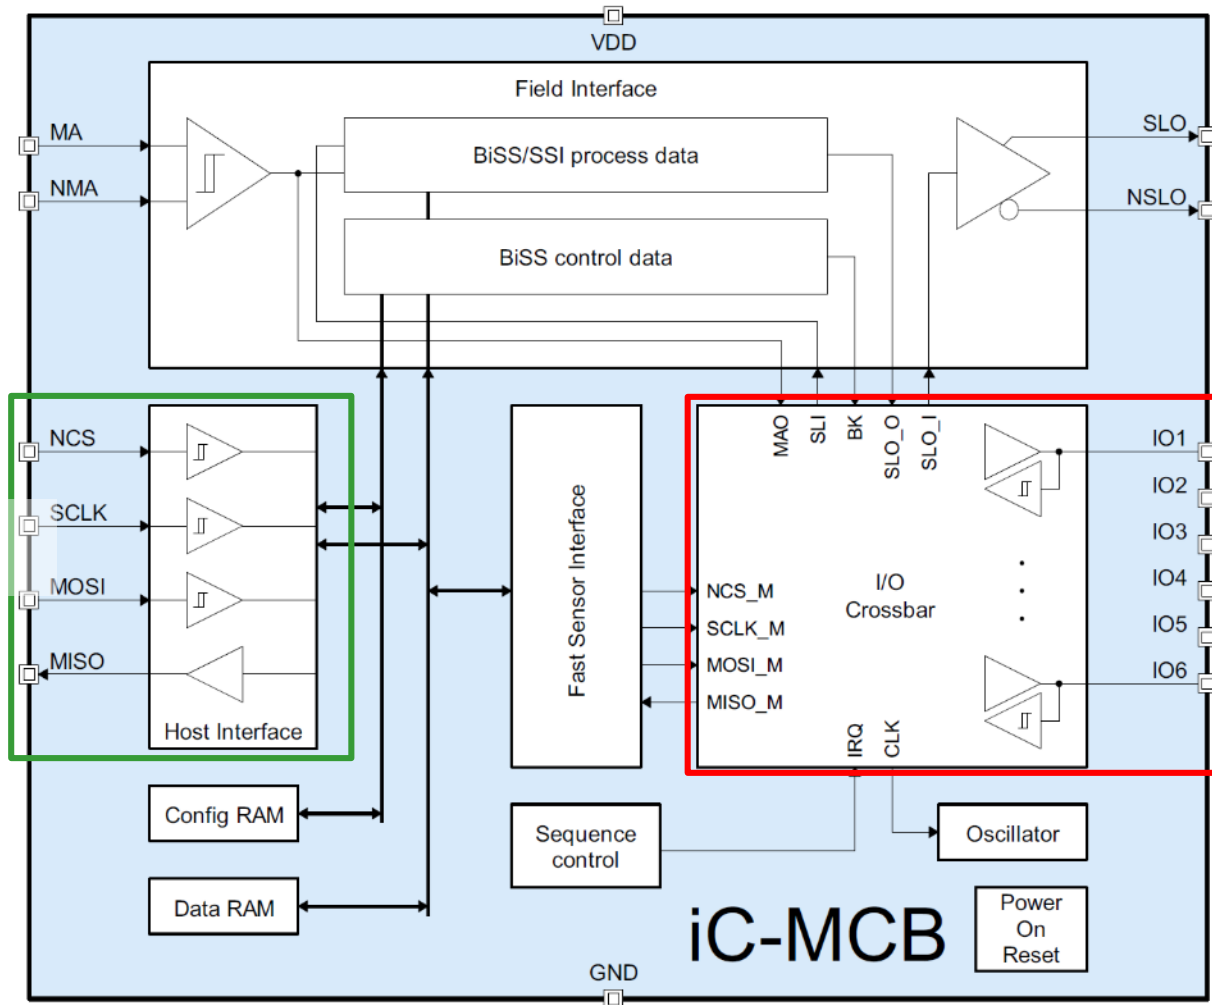 VDD
Field Interface
MA
NMA
BiSS/SSI process data
BiSS control data
SLO
NSLO
NCS
SCLK
MOSI
MISO
Host Interface
Fast Sensor Interface
MAO
SLI
BK
SLO_O
SLO_I
NCS_M
SCLK_M
MOSI_M
MISO_M
I/O
Crossbar
IRQ
CLK
IO1
IO2
IO3
IO4
IO5
IO6
Config RAM
Data RAM
Sequence
control
Oscillator
iC-MCB
Power
On
Reset
GND